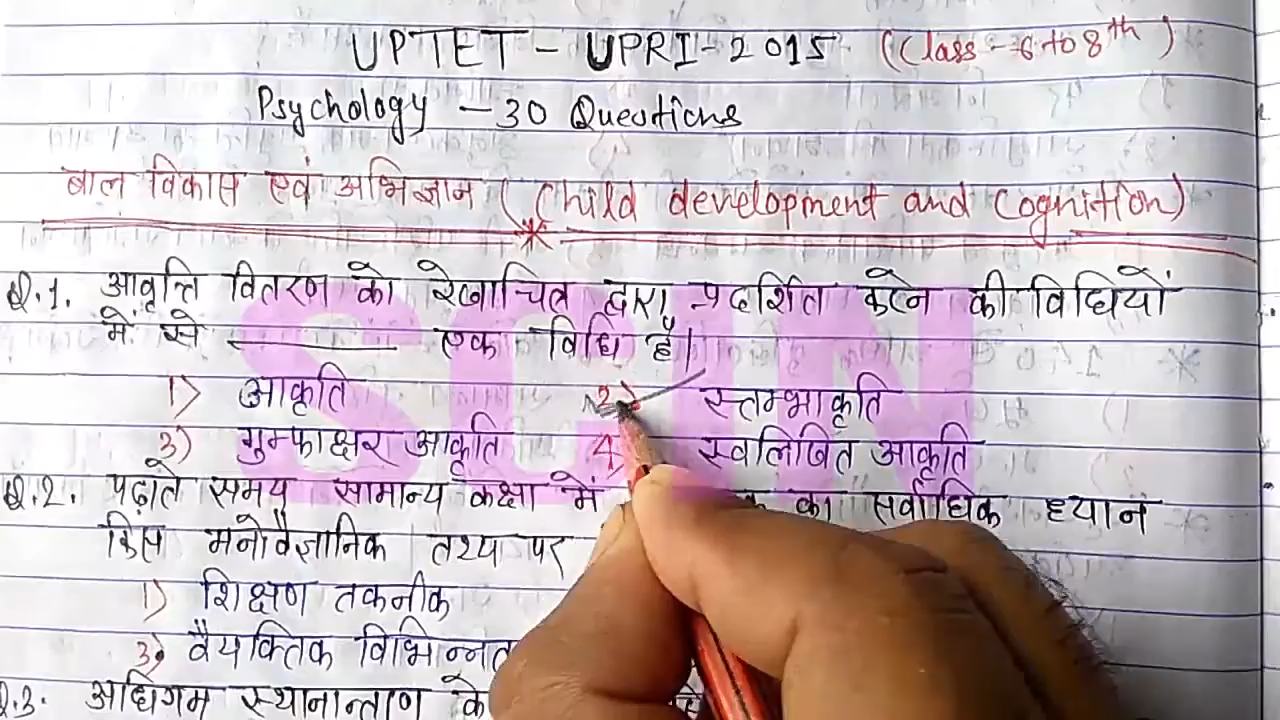 UPTET - UPRI - 2015 (Class - 6 to 8th)
Psychology - 30 Questions
बाल विकास एवं अभिज्ञान (Child development and Cognition)
Q.1. आवृत्ति वितरण को रेखाचित्र द्वारा प्रदर्शित करने की विधियों
में से ________ एक विधि है।
1) आकृति 2) स्तम्भाकृति
3) गुम्फाक्षर आकृति 4) स्वलिखित आकृति
Q.2. पढ़ाते समय सामान्य कक्षा में का सर्वाधिक ध्यान
किस मनोवैज्ञानिक तथ्य पर
1) शिक्षण तकनीक
3) वैयक्तिक
Q.3. अधिगम स्थानान्तरण के
SGIN